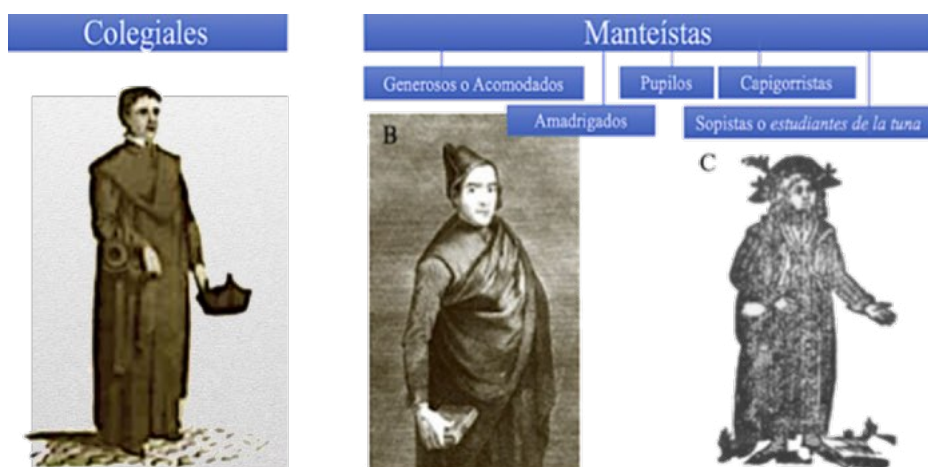 Colegiales
Manteístas
Generosos o Acomodados
Pupilos
Capigorristas
Amadrigados
Sopistas o estudiantes de la tuna
B
C